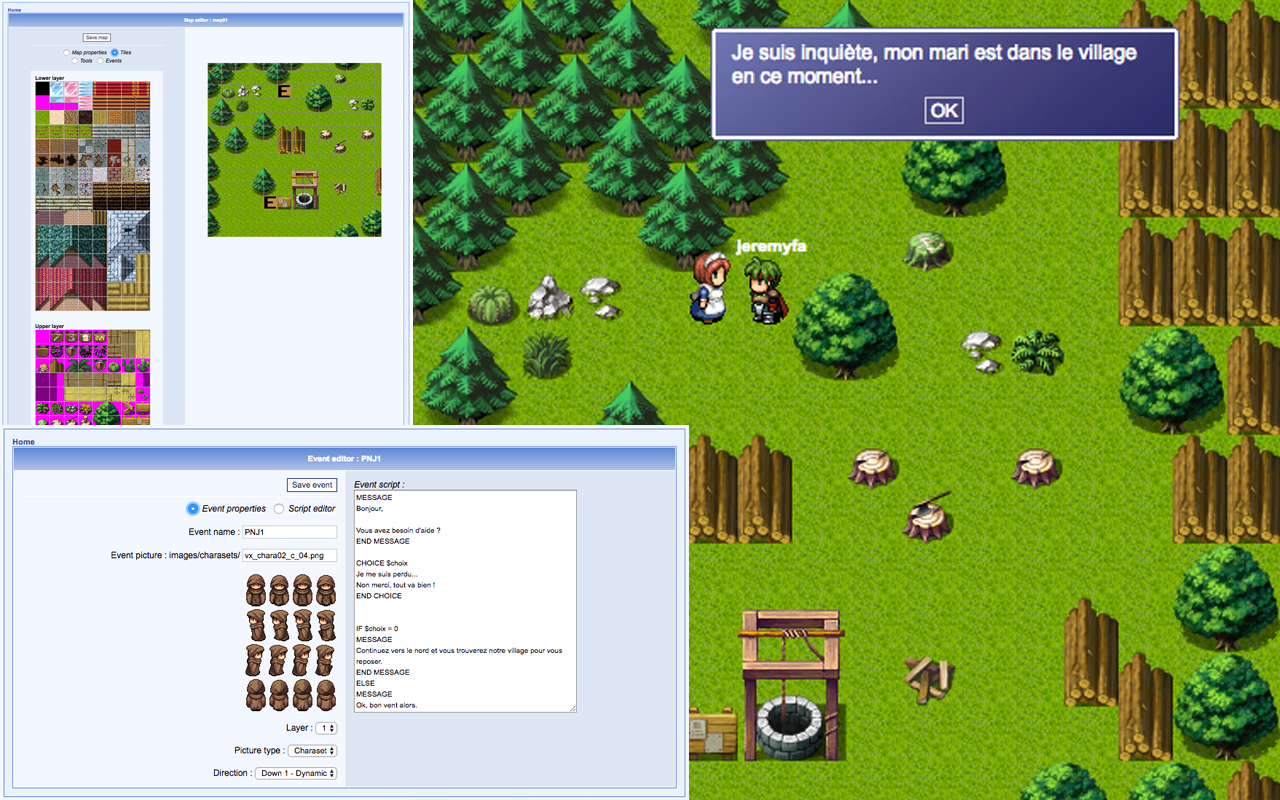 Home
Map editor : map01
Save map
Map properties
Tiles
Tools
Events
Lower layer
E
E
Upper layer
Je suis inquiète, mon mari est dans le village
en ce moment...
OK
jeremyfa
Home
Event editor : PNJ1
Save event
Event properties
Script editor
Event name : PNJ1
Event picture : images/charasets/ vx_chara02_c_04.png
Layer : 1
Picture type : Charaset
Direction : Down 1 - Dynamic
Event script :
MESSAGE
Bonjour,
Vous avez besoin d'aide ?
END MESSAGE
CHOICE $choix
Je me suis perdu...
Non merci, tout va bien !
END CHOICE
IF $choix = 0
MESSAGE
Continuez vers le nord et vous trouverez notre village pour vous
reposer.
END MESSAGE
ELSE
MESSAGE
Ok, bon vent alors.